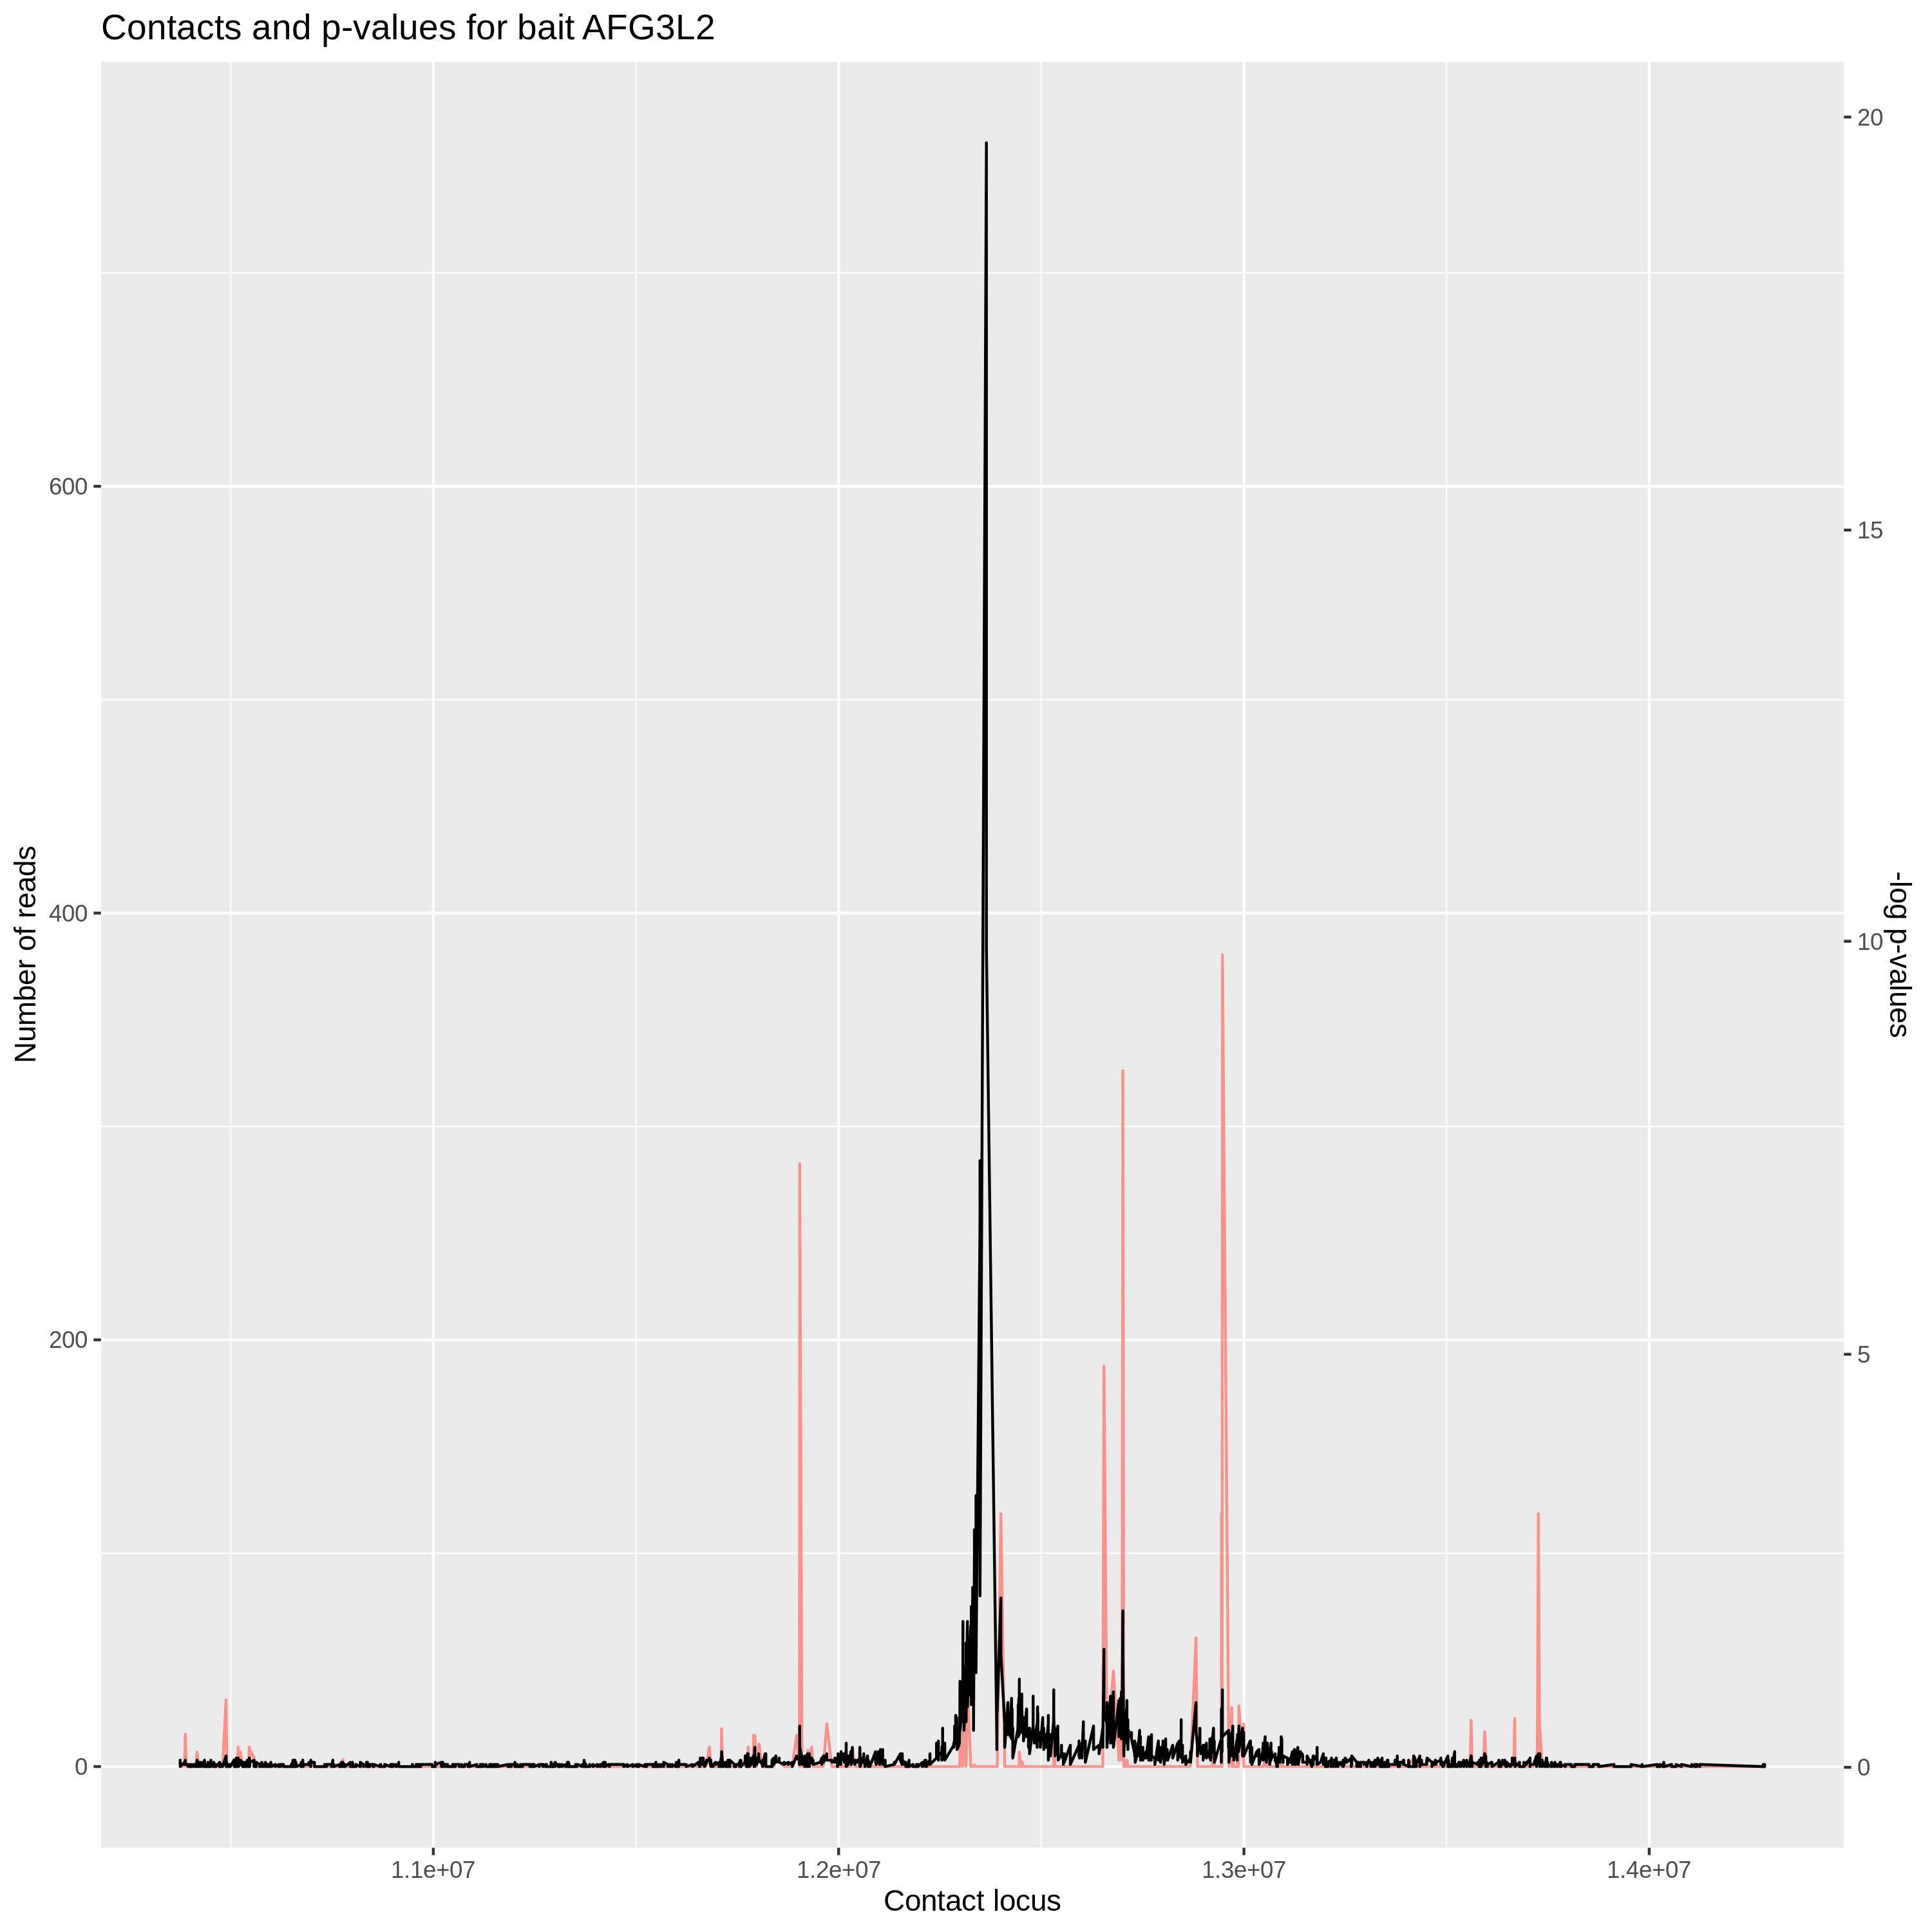 Contacts and p-values for bait AFG3L2
Number of reads
600
400
200
0
20
15
10
5
0
-log p-values
1.1e+07 1.2e+07 1.3e+07 1.4e+07
Contact locus